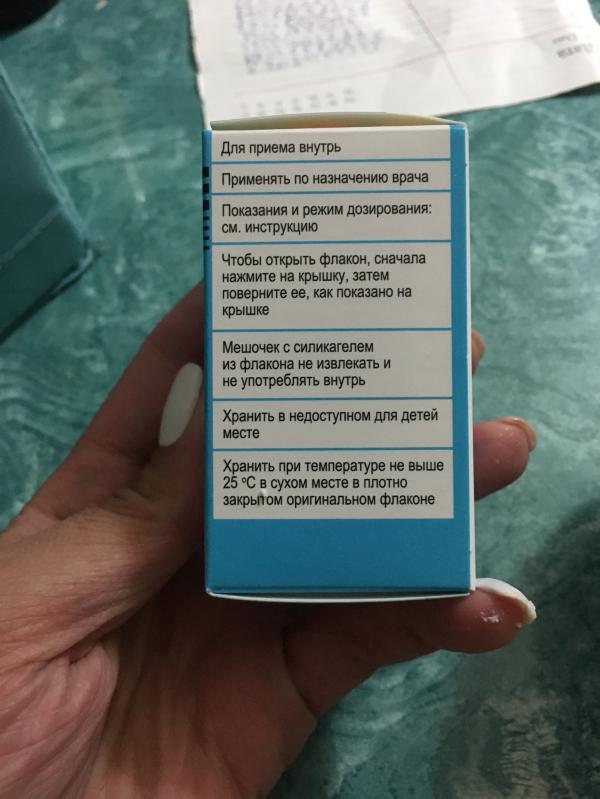 Для приема внутрь
Применять по назначению врача
Показания и режим дозирования:
см. инструкцию
Чтобы открыть флакон, сначала
нажмите на крышку, затем
поверните ее, как показано на
крышке
Мешочек с силикагелем
из флакона не извлекать и
не употреблять внутрь
Хранить в недоступном для детей
месте
Хранить при температуре не выше
25 °C в сухом месте в плотно
закрытом оригинальном флаконе